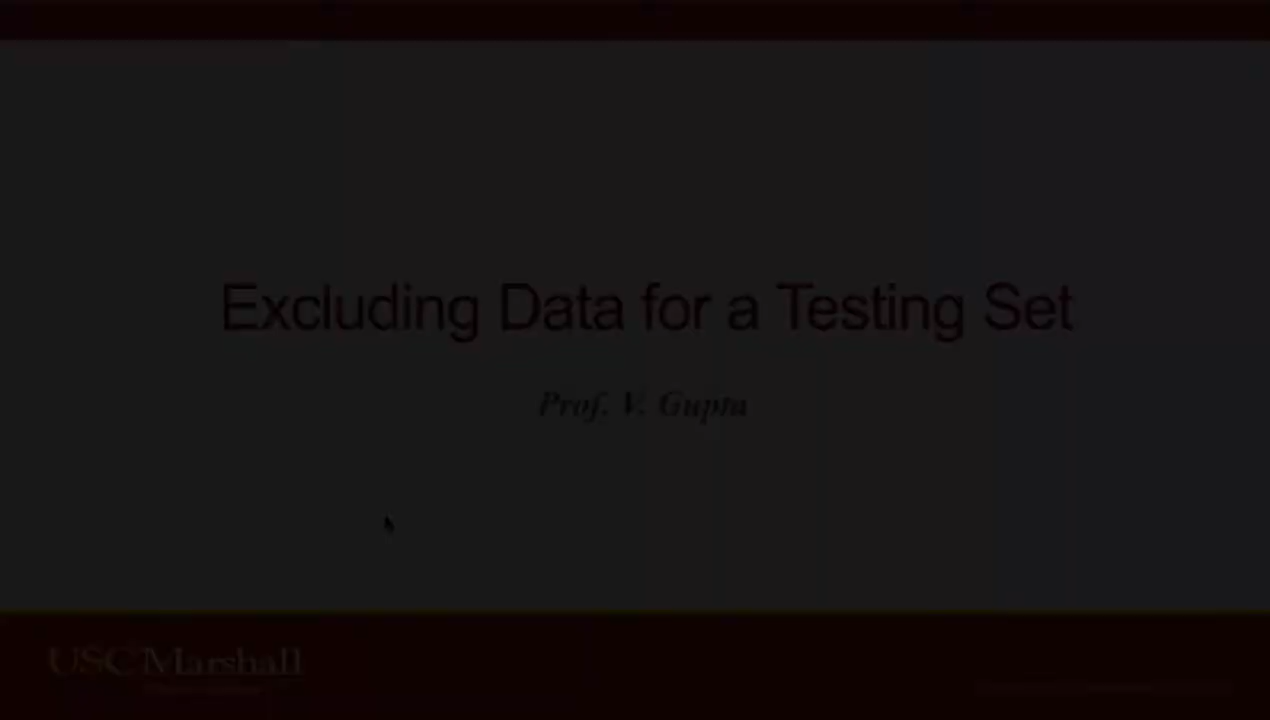 Excluding Data for a Testing Set
Prof. V. Gupta
USC Marshall